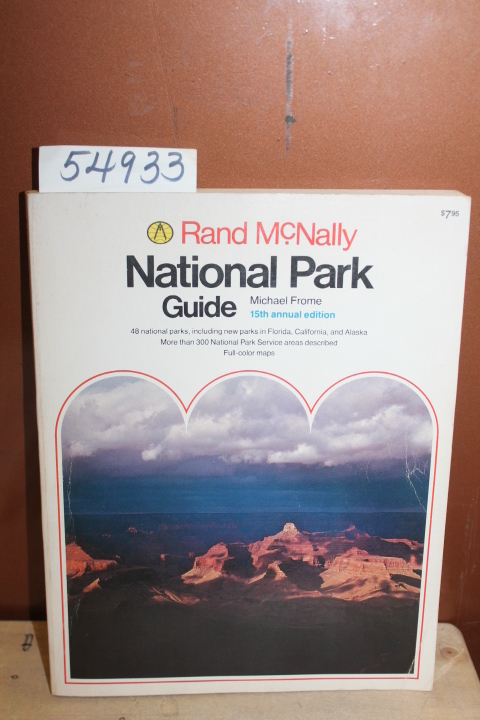 54933
$7.95
Rand McNally
National Park
Guide
Michael Frome
15th annual edition
48 national parks, including new parks in Florida, California, and Alaska
More than 300 National Park Service areas described
Full-color maps